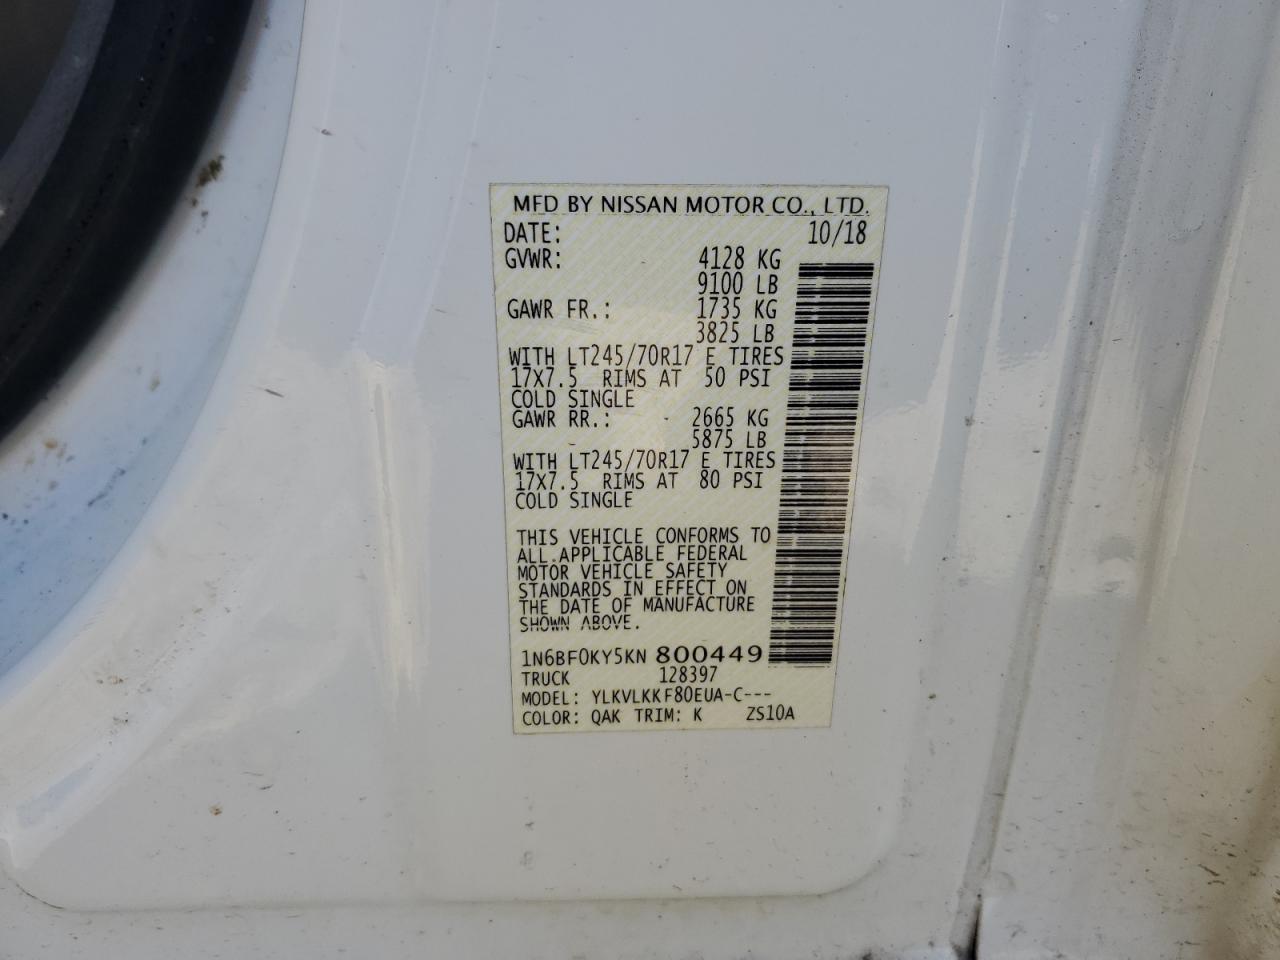 MFD BY NISSAN MOTOR CO., LTD.
DATE: 10/18
GVWR: 4128 KG
9100 LB
GAWR FR.: 1735 KG
3825 LB
WITH LT245/70R17 E TIRES
17X7.5 RIMS AT 50 PSI
COLD SINGLE
GAWR RR.: 2665 KG
5875 LB
WITH LT245/70R17 E TIRES
17X7.5 RIMS AT 80 PSI
COLD SINGLE
THIS VEHICLE CONFORMS TO
ALL APPLICABLE FEDERAL
MOTOR VEHICLE SAFETY
STANDARDS IN EFFECT ON
THE DATE OF MANUFACTURE
SHOWN ABOVE.
1N6BF0KY5KN 800449
TRUCK 128397
MODEL: YLKVLKKF80EUA-C---
COLOR: QAK TRIM: K ZS10A